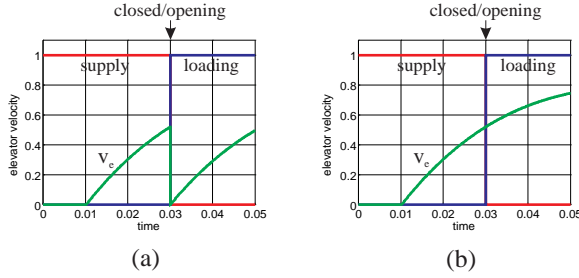 closed/opening
closed/opening
1
supply
loading
0.8
0.6
0.4
0.2
0
elevator velocity
v_e
0
0.01
0.02
0.03
0.04
0.05
time
(a)
1
supply
loading
0.8
0.6
0.4
0.2
0
elevator velocity
v_e
0
0.01
0.02
0.03
0.04
0.05
time
(b)